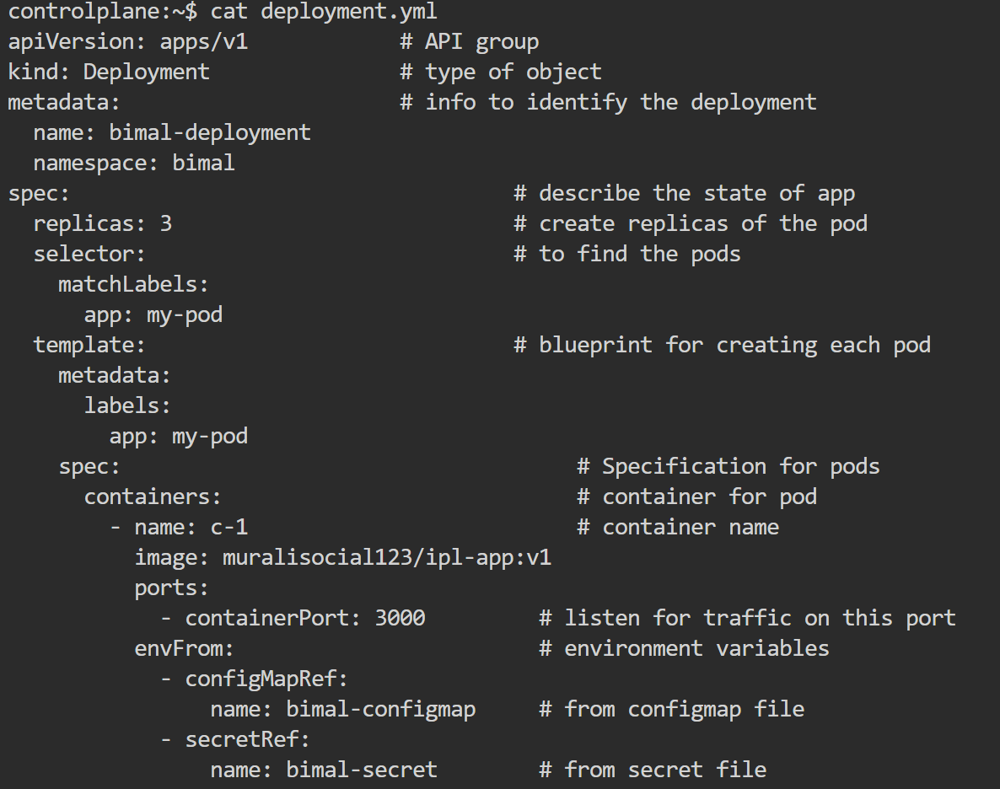 controlplane:~$ cat deployment.yml
apiVersion: apps/v1            # API group
kind: Deployment               # type of object
metadata:                      # info to identify the deployment
  name: bimal-deployment
  namespace: bimal
spec:                                   # describe the state of app
  replicas: 3                           # create replicas of the pod
  selector:                             # to find the pods
    matchLabels:
      app: my-pod
  template:                             # blueprint for creating each pod
    metadata:
      labels:
        app: my-pod
    spec:                                    # Specification for pods
      containers:                            # container for pod
        - name: c-1                          # container name
          image: muralisocial123/ipl-app:v1
          ports:
            - containerPort: 3000         # listen for traffic on this port
          envFrom:                        # environment variables
            - configMapRef:
                name: bimal-configmap     # from configmap file
            - secretRef:
                name: bimal-secret        # from secret file